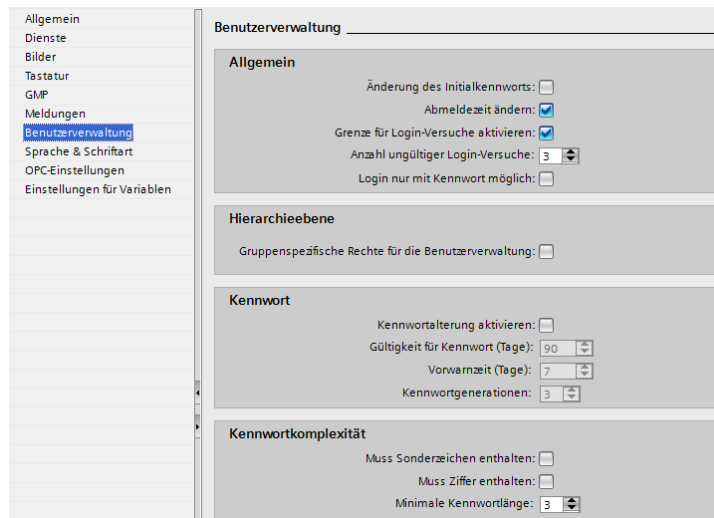 Allgemein
Dienste
Bilder
Tastatur
GMP
Meldungen
Benutzerverwaltung
Sprache & Schriftart
OPC-Einstellungen
Einstellungen für Variablen
Benutzerverwaltung
Allgemein
Änderung des Initialkennworts:
Abmeldezeit ändern:
Grenze für Login-Versuche aktivieren:
Anzahl ungültiger Login-Versuche: 3
Login nur mit Kennwort möglich:
Hierarchieebene
Gruppenspezifische Rechte für die Benutzerverwaltung:
Kennwort
Kennwortalterung aktivieren:
Gültigkeit für Kennwort (Tage): 90
Vorwarnzeit (Tage): 7
Kennwortgenerationen: 3
Kennwortkomplexität
Muss Sonderzeichen enthalten:
Muss Ziffer enthalten:
Minimale Kennwortlänge: 3